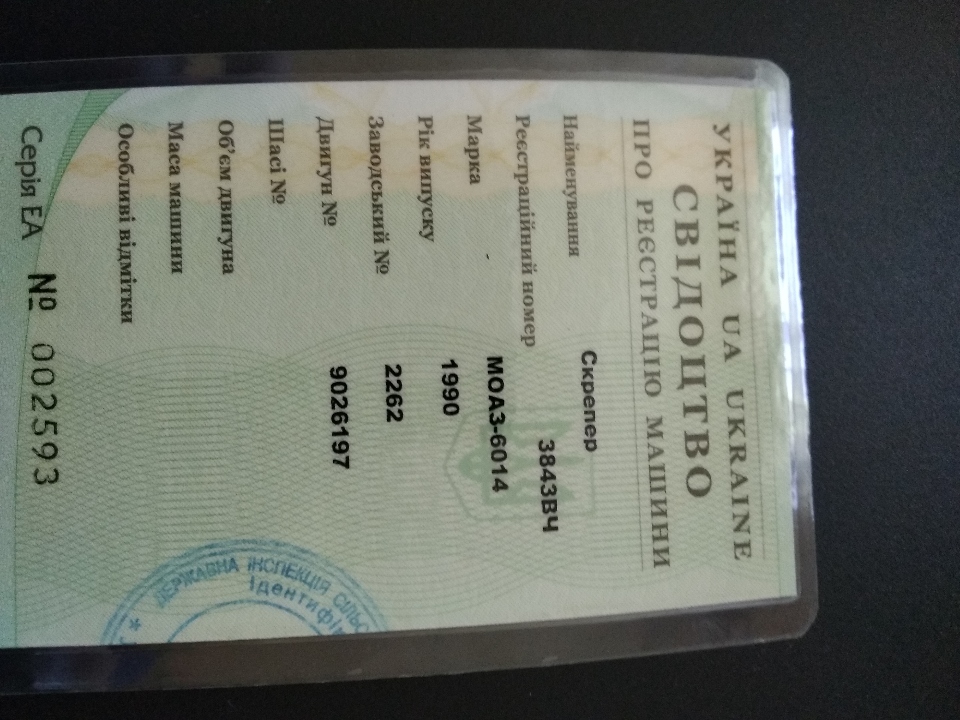 УКРАЇНА UA UKRAINE
СВІДОЦТВО
ПРО РЕЄСТРАЦІЮ МАШИНИ
Найменування Скрепер
Реєстраційний номер 3843ВЧ
Марка МОАЗ-6014
Рік випуску 1990
Заводський № 2262
Двигун № 9026197
Шасі №
Об'єм двигуна
Маса машини
Особливі відмітки
Серія ЕА № 002593
ДЕРЖАВНА ІНСПЕКЦІЯ